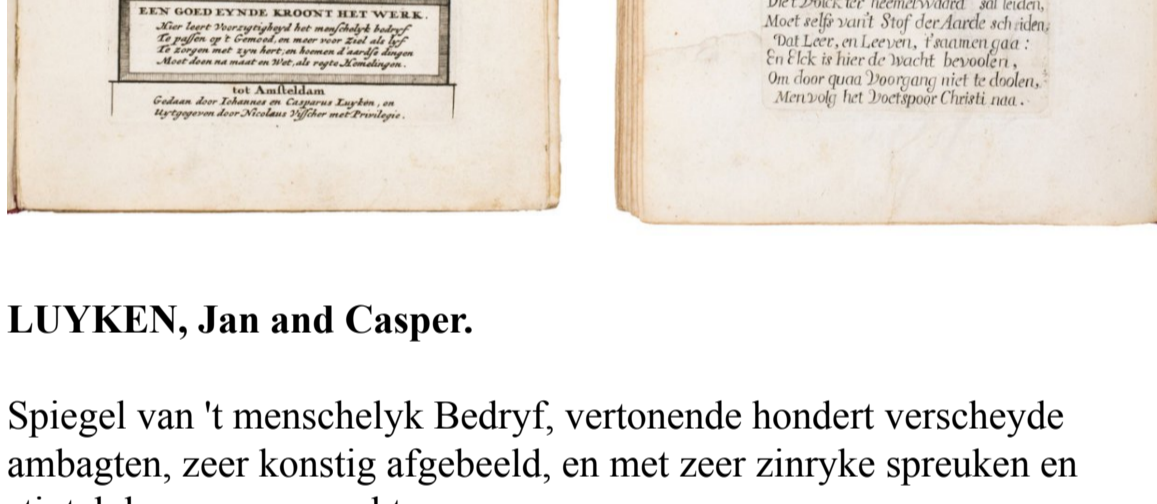 EEN GOED EYNDE KROONT HET WERK.
Hier leert Voorzigtigheyd het menschelyk bedryf
Te passen op 't Gemoed, en meer voor Ziel als lyf
Te zorgen met zyn hert, en neemen d'aardse dingen
Moet doen na maat en Wet, als regte Hemelingen.
tot Amsteldam
Gedaan door Iohannes en Casparus Luyken, en
Uytgegeven door Nicolaus Visscher met Privilegie.
sal leiden,
Moet selfs van't Stof der Aarde scheiden,
Dat Leer, en Leeven, t'saamen gaa :
En Elck is hier de wacht bevoolen,
Om door quaa Voorgang niet te doolen,
Men volg het Voetspoor Christi naa.
LUYKEN, Jan and Casper.
Spiegel van 't menschelyk Bedryf, vertonende hondert verscheyde
ambagten, zeer konstig afgebeeld, en met zeer zinryke spreuken en